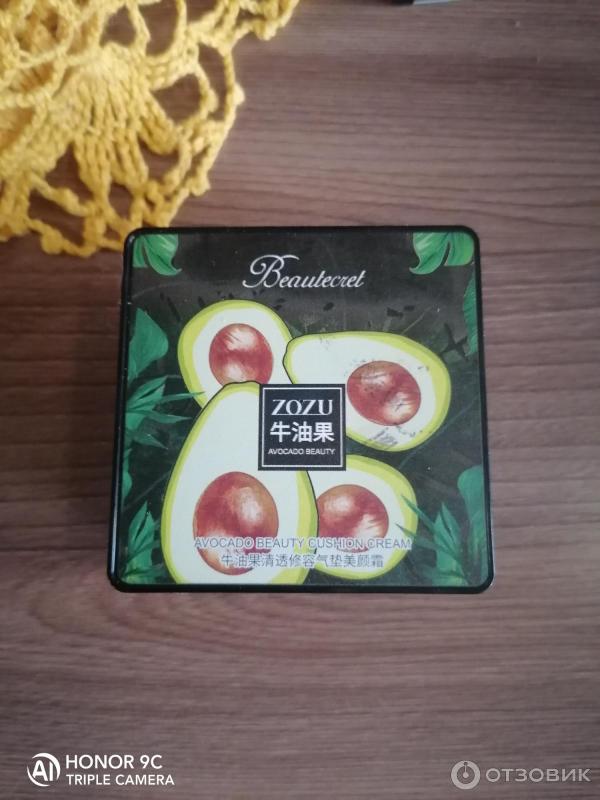 Beautecret
ZOZU
牛油果
AVOCADO BEAUTY
AVOCADO BEAUTY CUSHION CREAM
牛油果清透修容气垫美颜霜
AI HONOR 9C
TRIPLE CAMERA
ОТЗОВИК